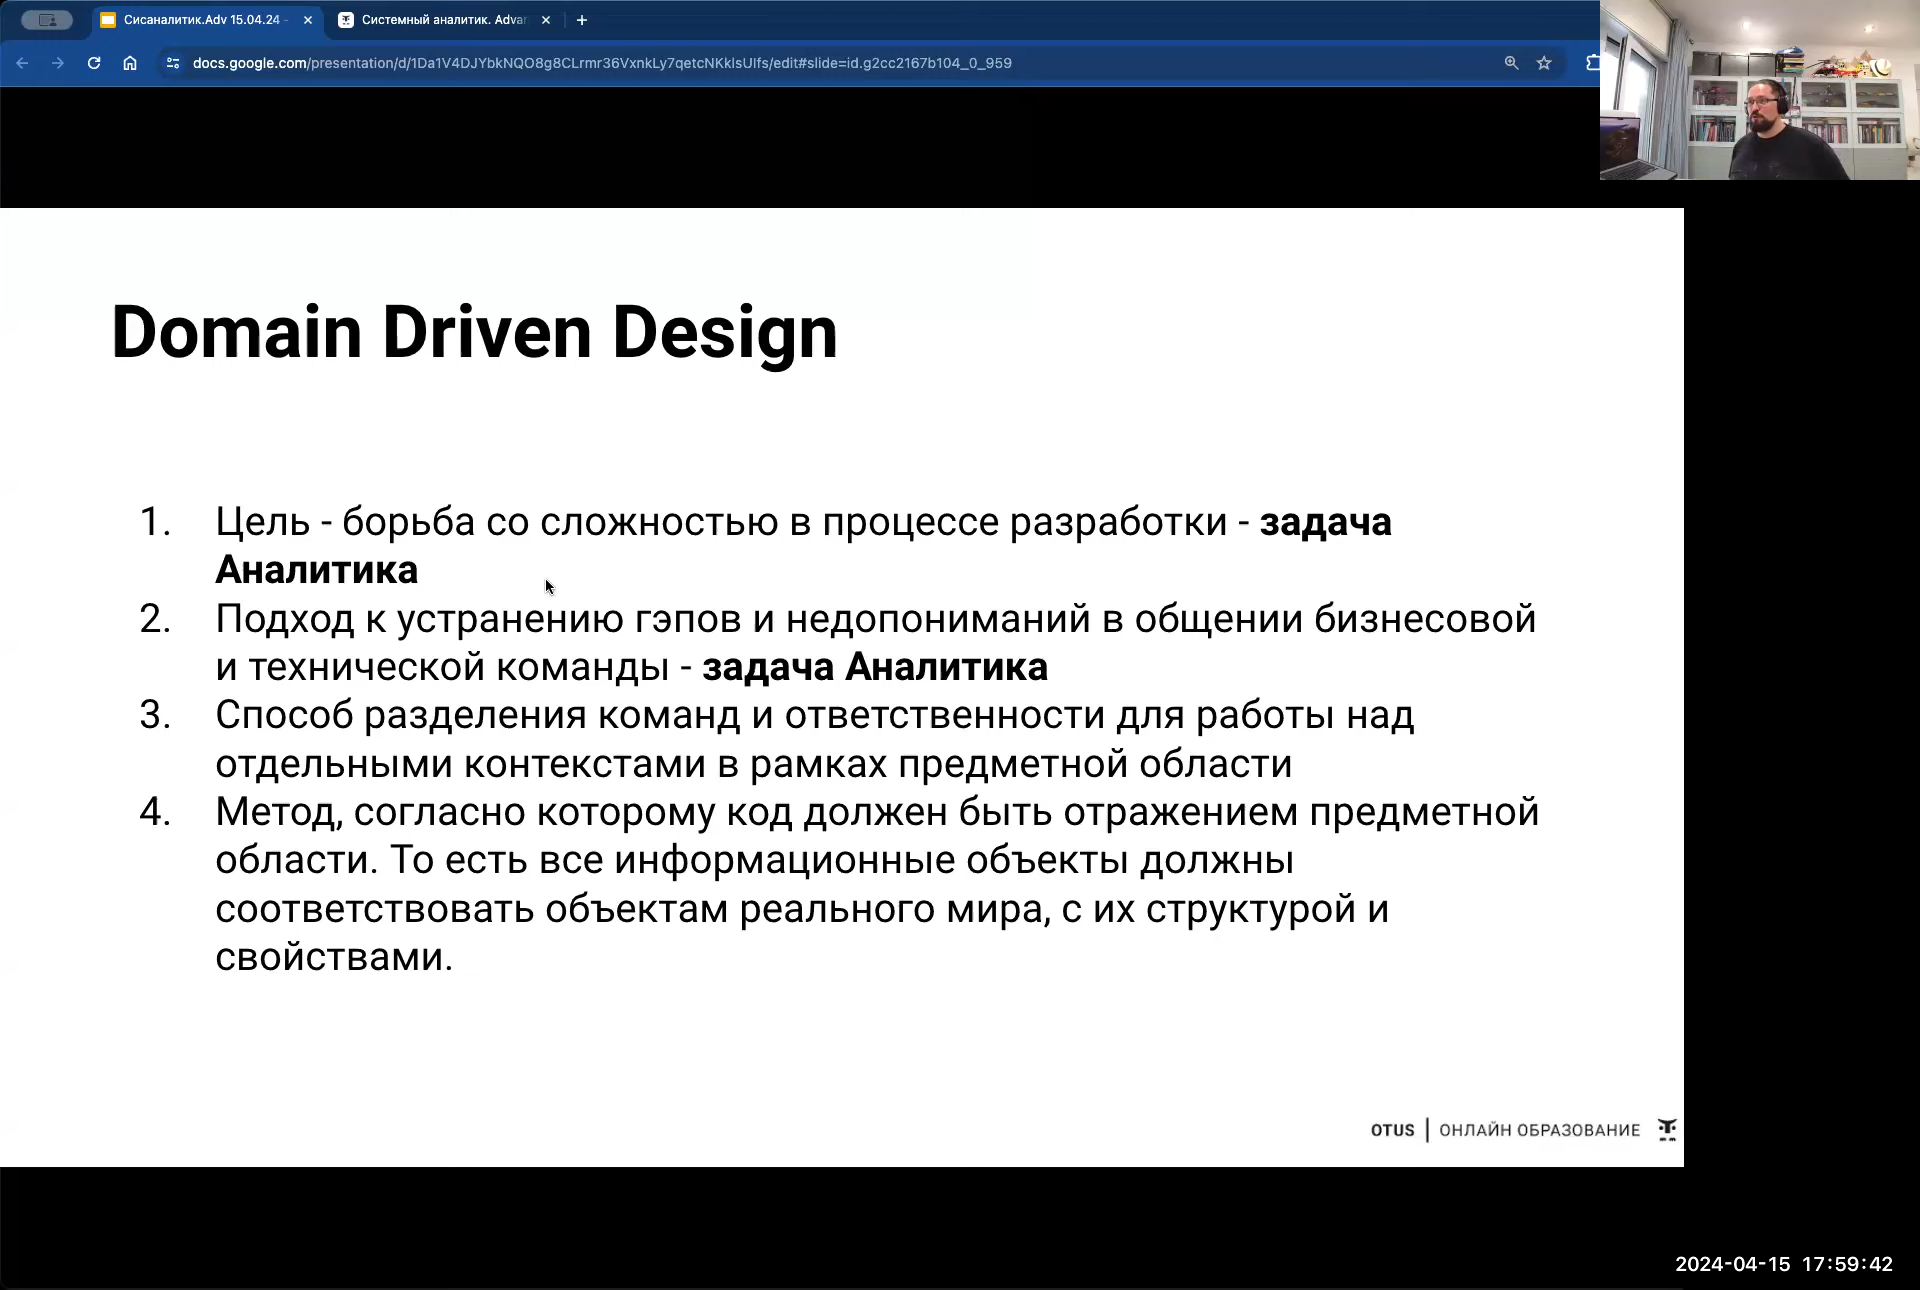 Сисаналитик.Adv 15.04.24 -
Системный аналитик. Advan
docs.google.com/presentation/d/1Da1V4DJYbkNQO8g8CLrmr36VxnkLy7qetcNKklsUlfs/edit#slide=id.g2cc2167b104_0_959
Domain Driven Design
1. Цель - борьба со сложностью в процессе разработки - задача
Аналитика
2. Подход к устранению гэпов и недопониманий в общении бизнесовой
и технической команды - задача Аналитика
3. Способ разделения команд и ответственности для работы над
отдельными контекстами в рамках предметной области
4. Метод, согласно которому код должен быть отражением предметной
области. То есть все информационные объекты должны
соответствовать объектам реального мира, с их структурой и
свойствами.
OTUS | ОНЛАЙН ОБРАЗОВАНИЕ
2024-04-15 17:59:42